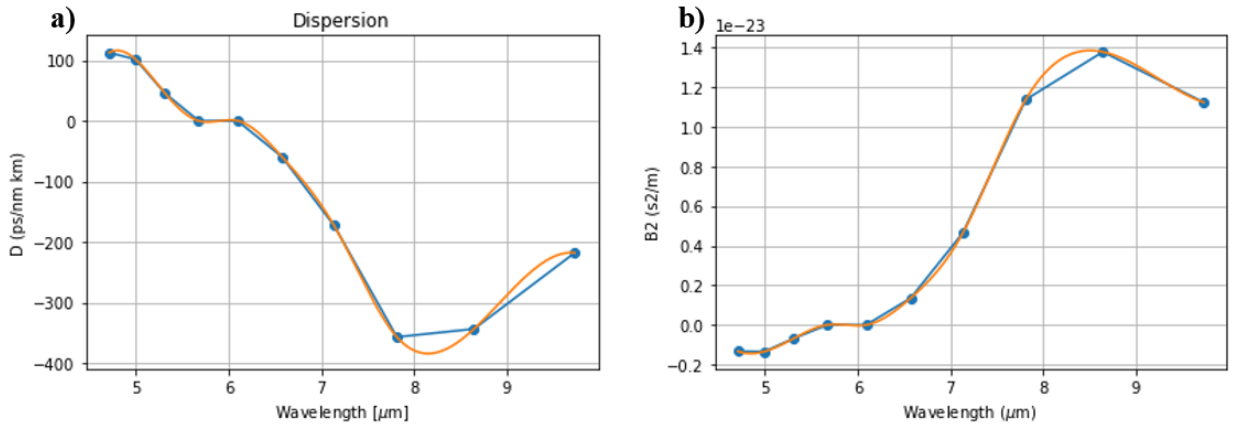 a)
Dispersion
D (ps/nm km)
100
0
−100
−200
−300
−400
5 6 7 8 9
Wavelength [μm]
b)
1e−23
B2 (s2/m)
1.4
1.2
1.0
0.8
0.6
0.4
0.2
0.0
−0.2
5 6 7 8 9
Wavelength (μm)